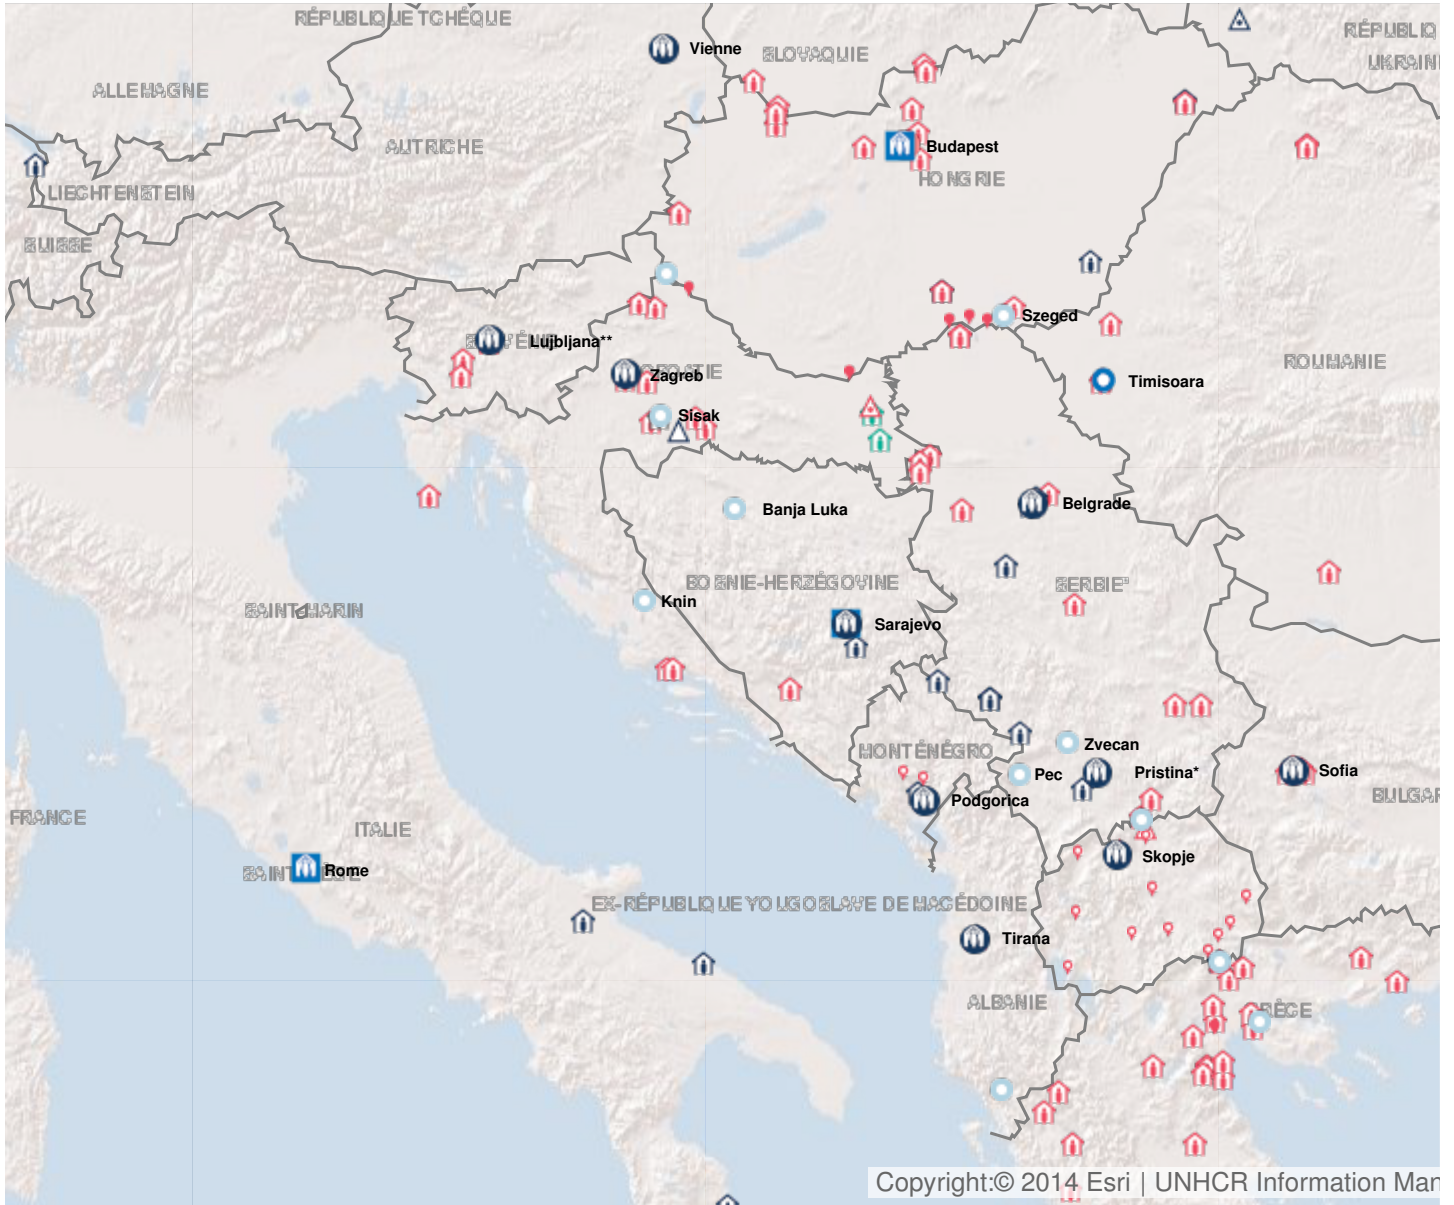 RÉPUBLIQUE TCHÈQUE
RÉPUBLIQ
Vienne
SLOVAQUIE
UKRAIN
ALLEMAGNE
AUTRICHE
Budapest
HONGRIE
LIECHTENSTEIN
SUISSE
Szeged
Lujbljana**
ROUMANIE
Zagreb
Timisoara
Sisak
Belgrade
Banja Luka
BOSNIE-HERZÉGOVINE
SERBIE
Knin
SAINT-MARIN
Sarajevo
Zvecan
MONTÉNÉGRO
Pec
Pristina*
Sofia
BULGAR
Podgorica
FRANCE
ITALIE
Skopje
Rome
EX-RÉPUBLIQUE YOUGOSLAVE DE MACÉDOINE
Tirana
ALBANIE
Copyright:© 2014 Esri | UNHCR Information Man